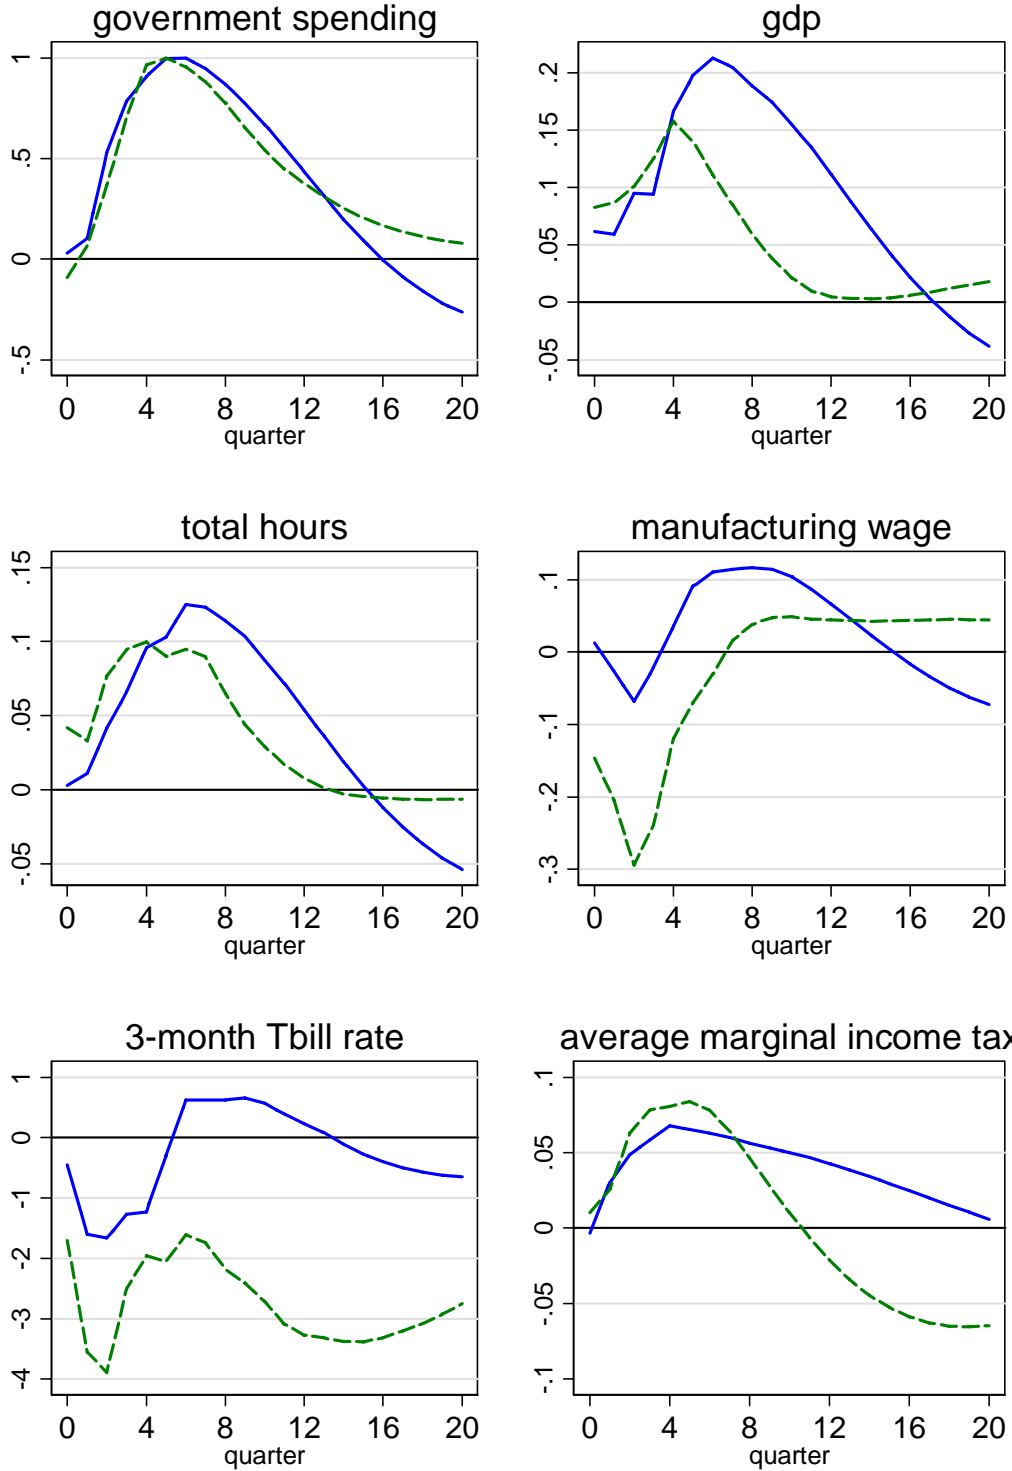 government spending
1
.5
0
-.5
0 4 8 12 16 20
quarter
gdp
.2
.15
.1
.05
0
-.05
0 4 8 12 16 20
quarter
total hours
.15
.1
.05
0
-.05
0 4 8 12 16 20
quarter
manufacturing wage
.1
0
-.1
-.2
-.3
0 4 8 12 16 20
quarter
3-month Tbill rate
1
0
-1
-2
-3
-4
0 4 8 12 16 20
quarter
average marginal income tax
.1
.05
0
-.05
-.1
0 4 8 12 16 20
quarter